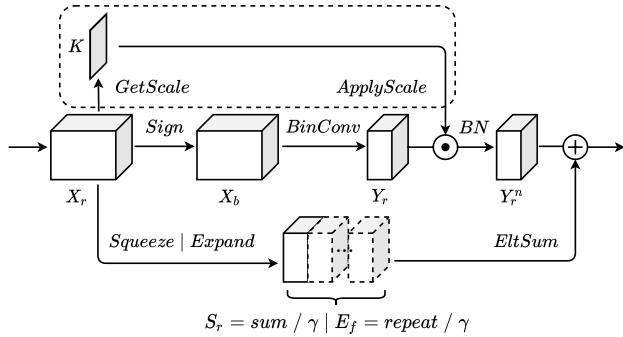 K
GetScale
ApplyScale
Sign
BinConv
BN
X_r
X_b
Y_r
Y_r^n
Squeeze | Expand
...
EltSum
S_r = sum / γ | E_f = repeat / γ